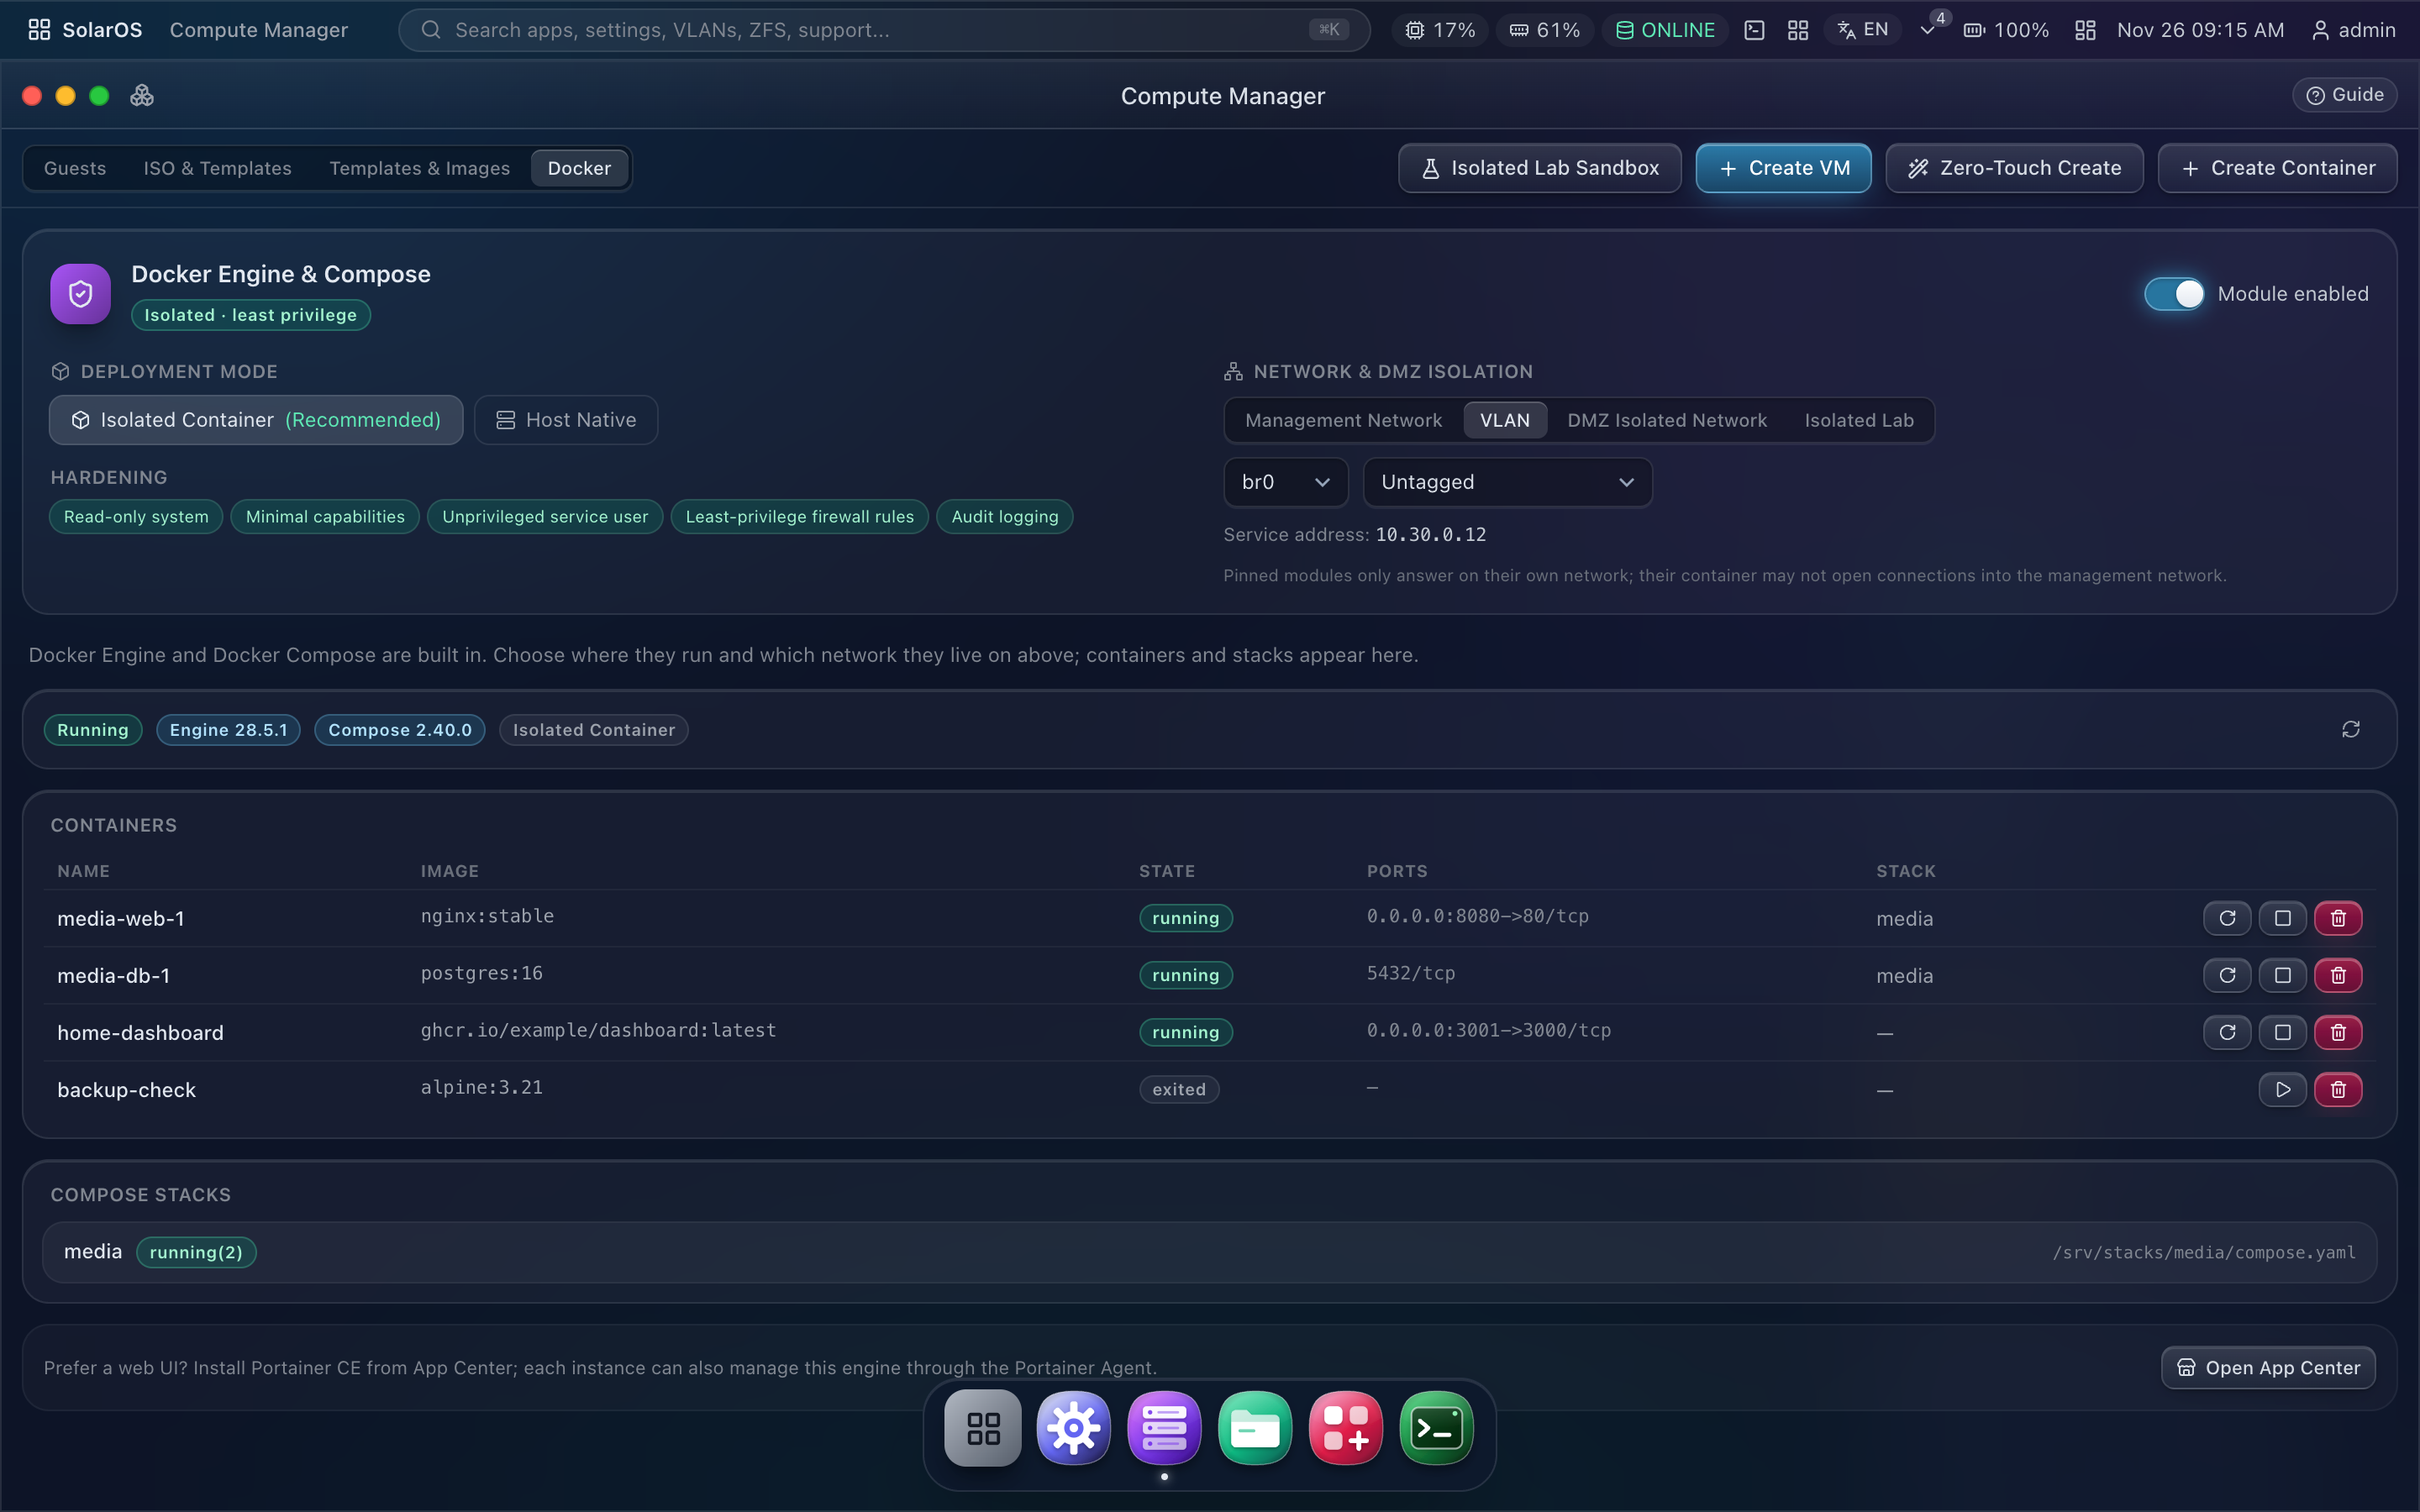 SolarOS Compute Manager Search apps, settings, VLANs, ZFS, support... ⌘K 17% 61% ONLINE EN 4 100% Nov 26 09:15 AM admin
Compute Manager Guide
Guests ISO & Templates Templates & Images Docker Isolated Lab Sandbox + Create VM Zero-Touch Create + Create Container
Docker Engine & Compose
Isolated · least privilege
Module enabled
DEPLOYMENT MODE
Isolated Container (Recommended) Host Native
HARDENING
Read-only system Minimal capabilities Unprivileged service user Least-privilege firewall rules Audit logging
NETWORK & DMZ ISOLATION
Management Network VLAN DMZ Isolated Network Isolated Lab
br0 Untagged
Service address: 10.30.0.12
Pinned modules only answer on their own network; their container may not open connections into the management network.
Docker Engine and Docker Compose are built in. Choose where they run and which network they live on above; containers and stacks appear here.
Running Engine 28.5.1 Compose 2.40.0 Isolated Container
CONTAINERS
NAME IMAGE STATE PORTS STACK
media-web-1 nginx:stable running 0.0.0.0:8080->80/tcp media
media-db-1 postgres:16 running 5432/tcp media
home-dashboard ghcr.io/example/dashboard:latest running 0.0.0.0:3001->3000/tcp —
backup-check alpine:3.21 exited — —
COMPOSE STACKS
media running(2) /srv/stacks/media/compose.yaml
Prefer a web UI? Install Portainer CE from App Center; each instance can also manage this engine through the Portainer Agent. Open App Center